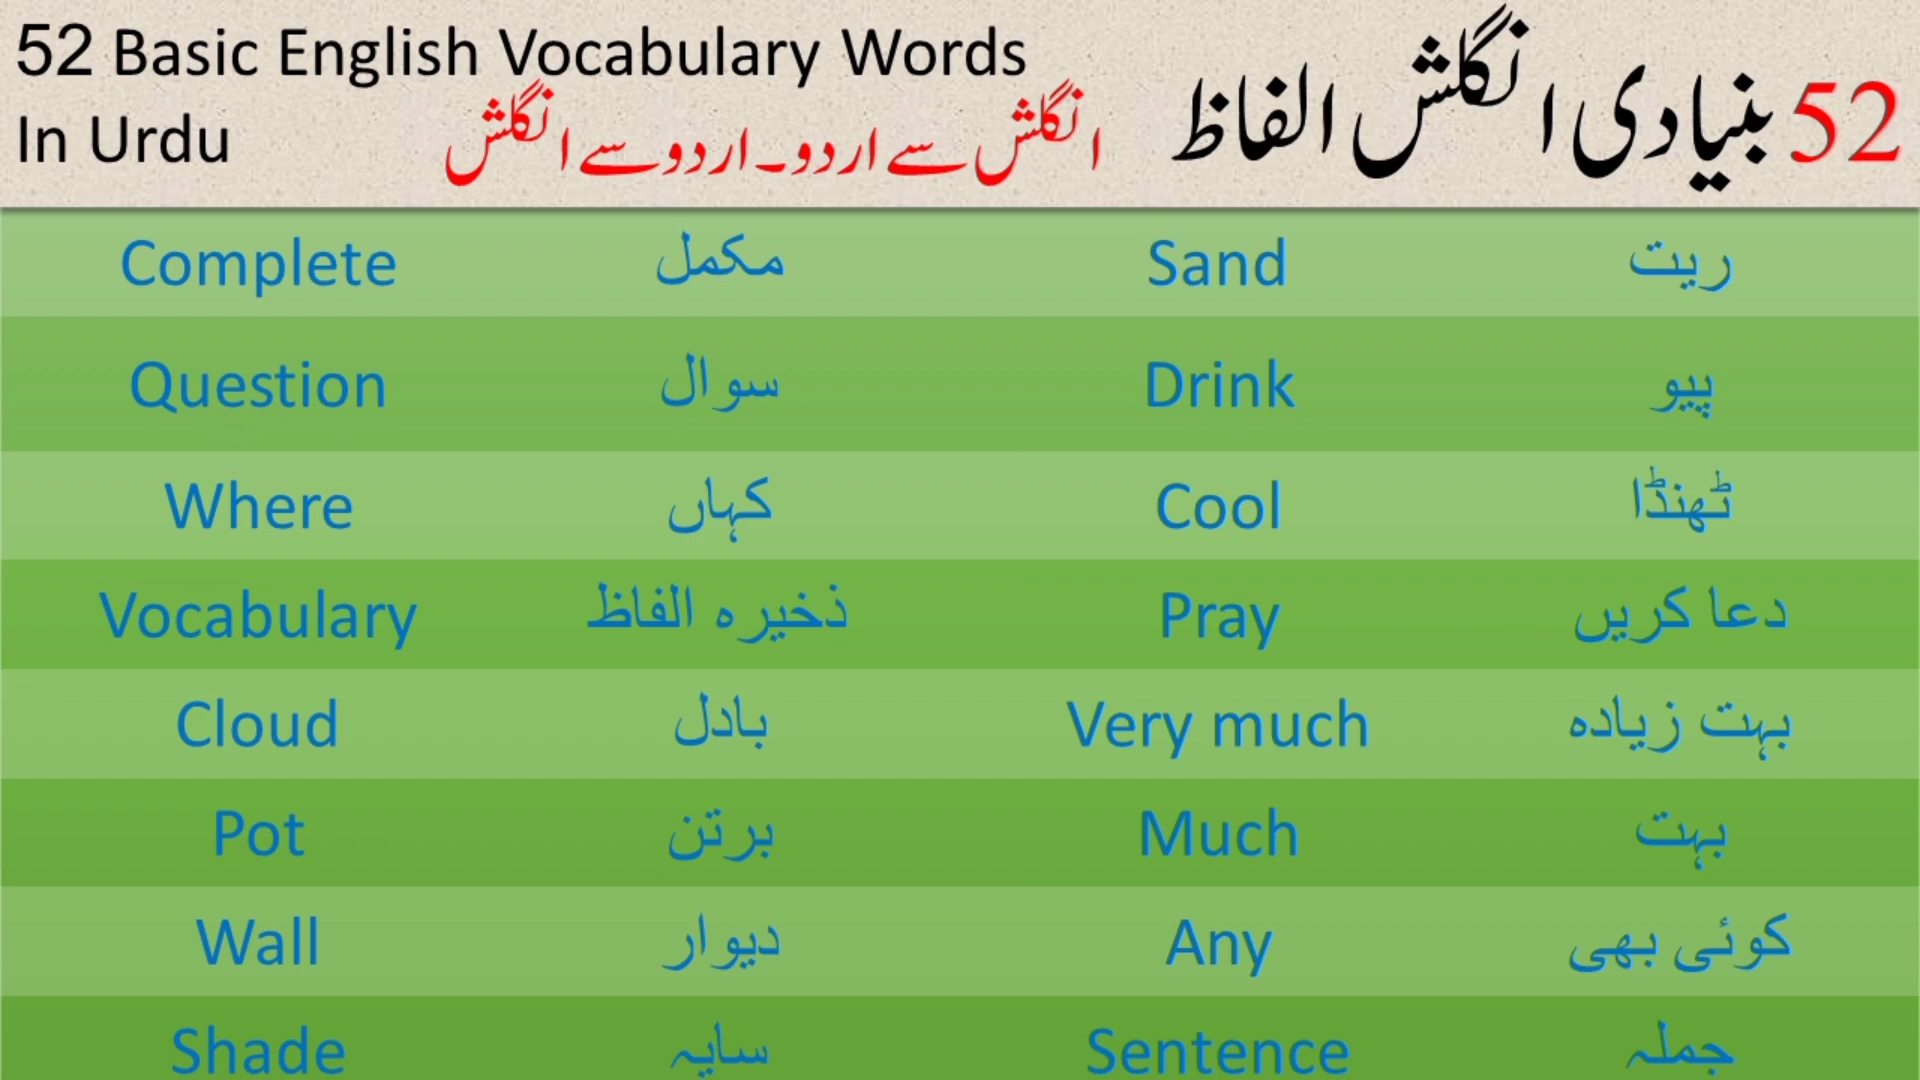 52 Basic English Vocabulary Words
In Urdu
انگلش سے اردو۔اردو سے انگلش
52 بنیادی انگلش الفاظ
Complete مکمل Sand ریت
Question سوال Drink پیو
Where کہاں Cool ٹھنڈا
Vocabulary ذخیرہ الفاظ Pray دعا کریں
Cloud بادل Very much بہت زیادہ
Pot برتن Much بہت
Wall دیوار Any کوئی بھی
Shade سایہ Sentence جملہ